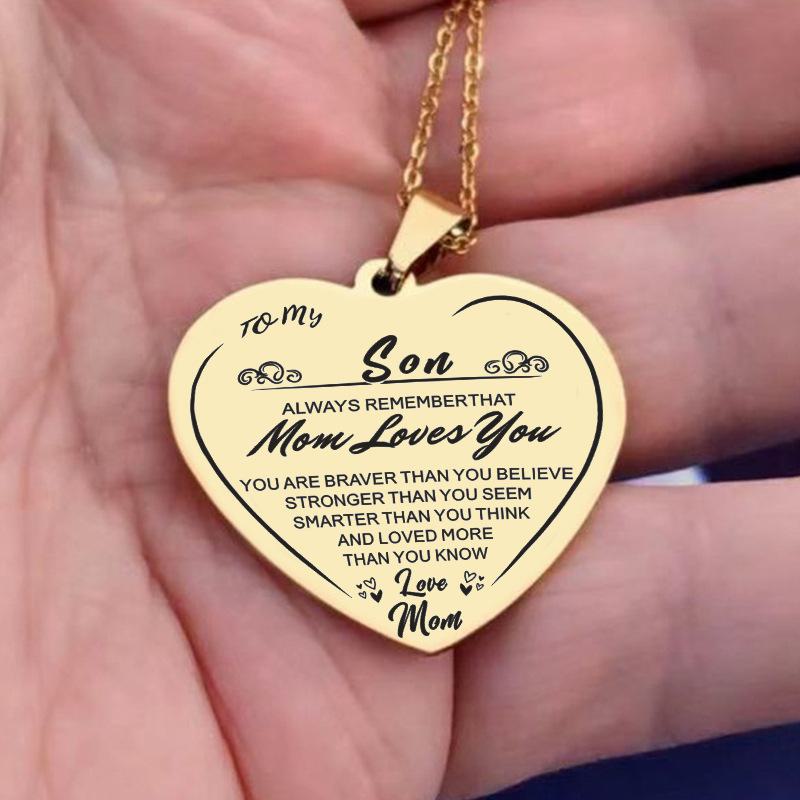 TO My
Son
ALWAYS REMEMBERTHAT
Mom Loves You
YOU ARE BRAVER THAN YOU BELIEVE
STRONGER THAN YOU SEEM
SMARTER THAN YOU THINK
AND LOVED MORE
THAN YOU KNOW
Love
Mom